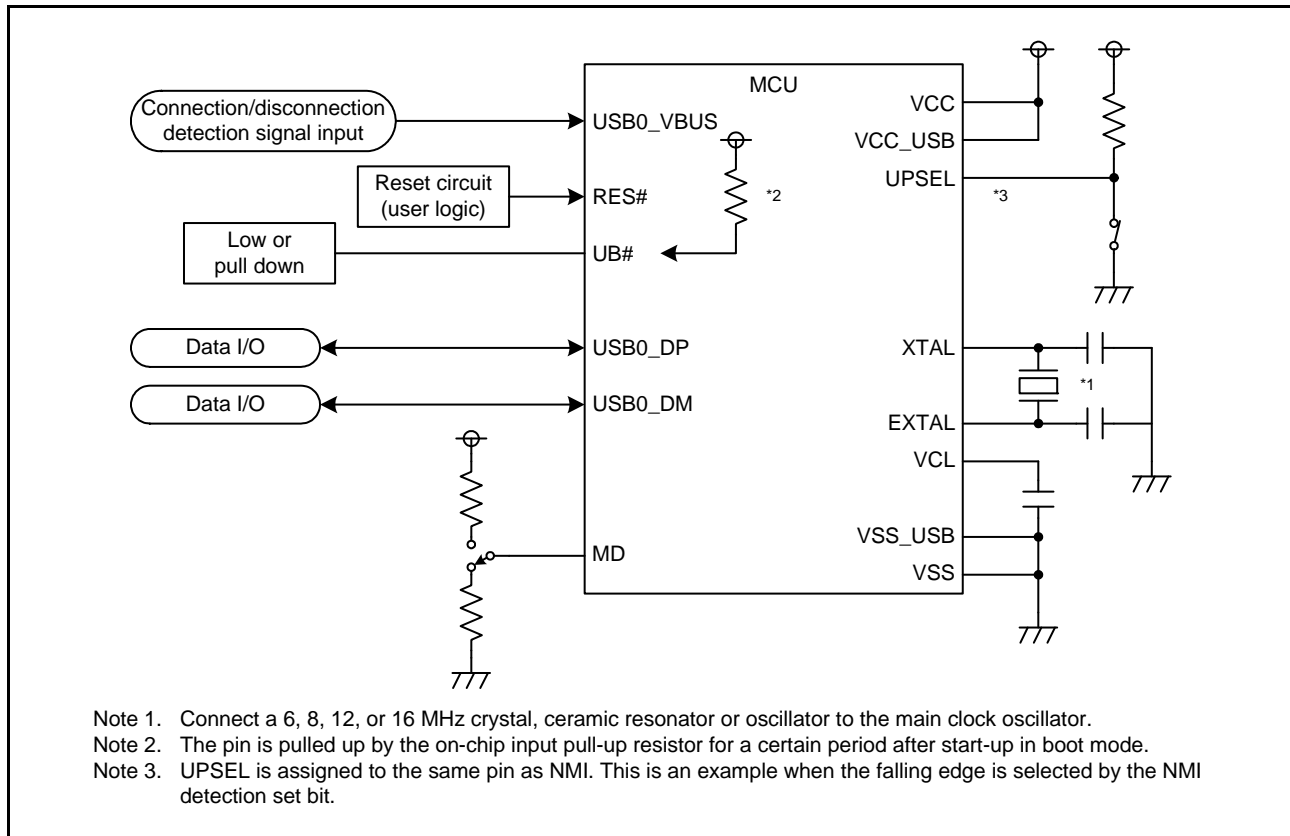 MCU
Connection/disconnection
detection signal input
USB0_VBUS
VCC
VCC_USB
UPSEL
*3
Reset circuit
(user logic)
RES#
*2
Low or
pull down
UB#
Data I/O
USB0_DP
XTAL
*1
Data I/O
USB0_DM
EXTAL
VCL
VSS_USB
MD
VSS
Note 1. Connect a 6, 8, 12, or 16 MHz crystal, ceramic resonator or oscillator to the main clock oscillator.
Note 2. The pin is pulled up by the on-chip input pull-up resistor for a certain period after start-up in boot mode.
Note 3. UPSEL is assigned to the same pin as NMI. This is an example when the falling edge is selected by the NMI
detection set bit.